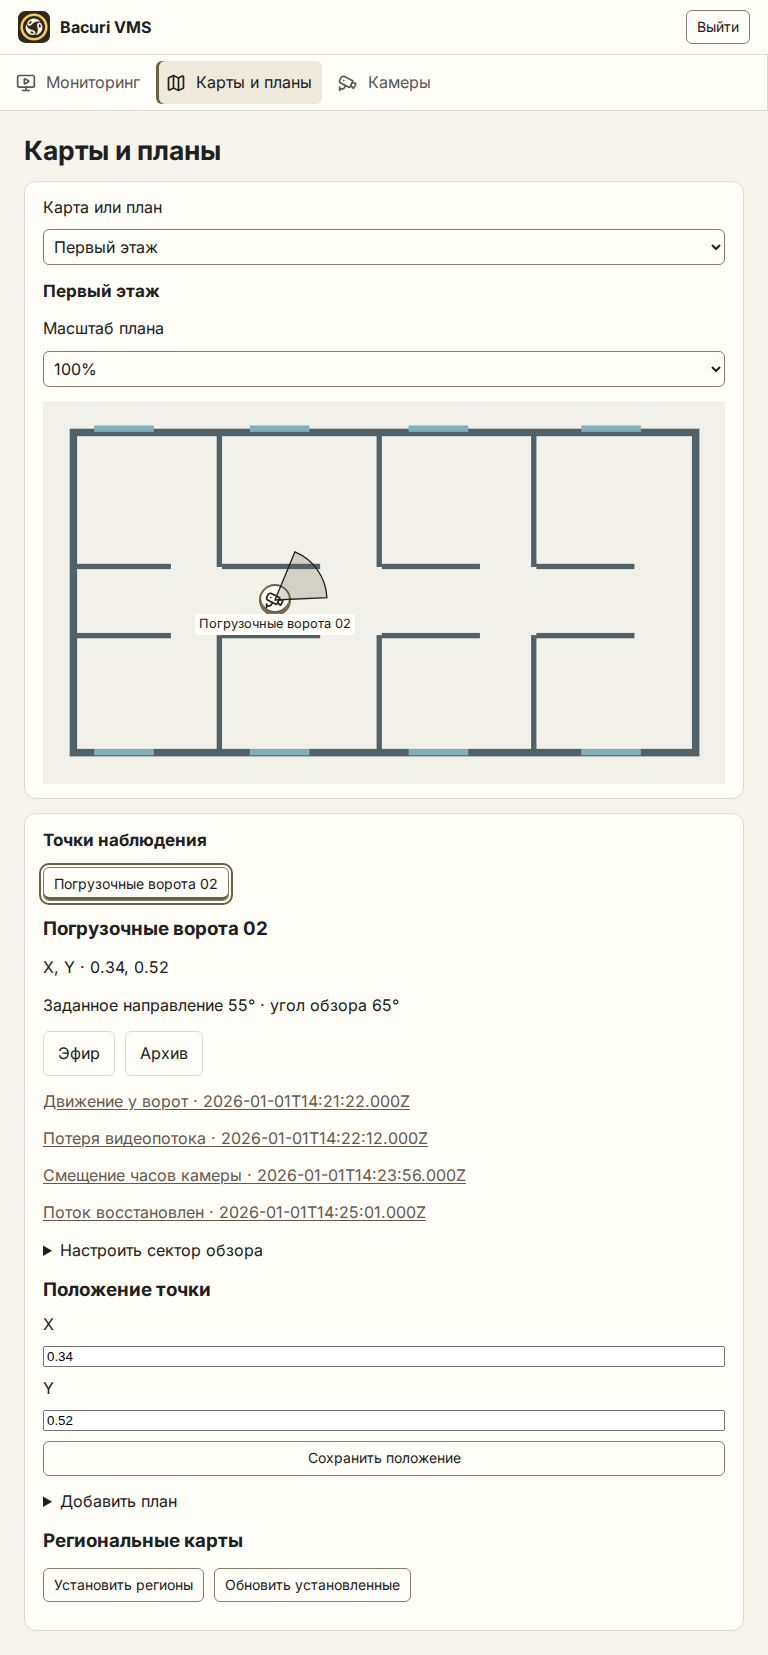 Bacuri VMS
Выйти
Мониторинг
Карты и планы
Камеры
Карты и планы
Карта или план
Первый этаж
Первый этаж
Масштаб плана
100%
Погрузочные ворота 02
Точки наблюдения
Погрузочные ворота 02
Погрузочные ворота 02
X, Y · 0.34, 0.52
Заданное направление 55° · угол обзора 65°
Эфир
Архив
Движение у ворот · 2026-01-01T14:21:22.000Z
Потеря видеопотока · 2026-01-01T14:22:12.000Z
Смещение часов камеры · 2026-01-01T14:23:56.000Z
Поток восстановлен · 2026-01-01T14:25:01.000Z
Настроить сектор обзора
Положение точки
X
0.34
Y
0.52
Сохранить положение
Добавить план
Региональные карты
Установить регионы
Обновить установленные